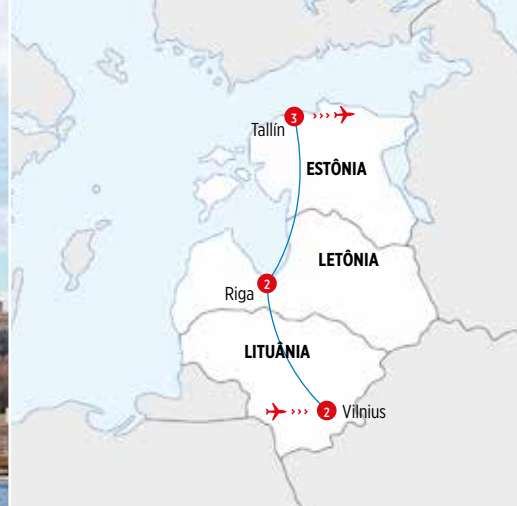 3
Tallín
ESTÔNIA
LETÔNIA
2
Riga
LITUÂNIA
2
Vilnius